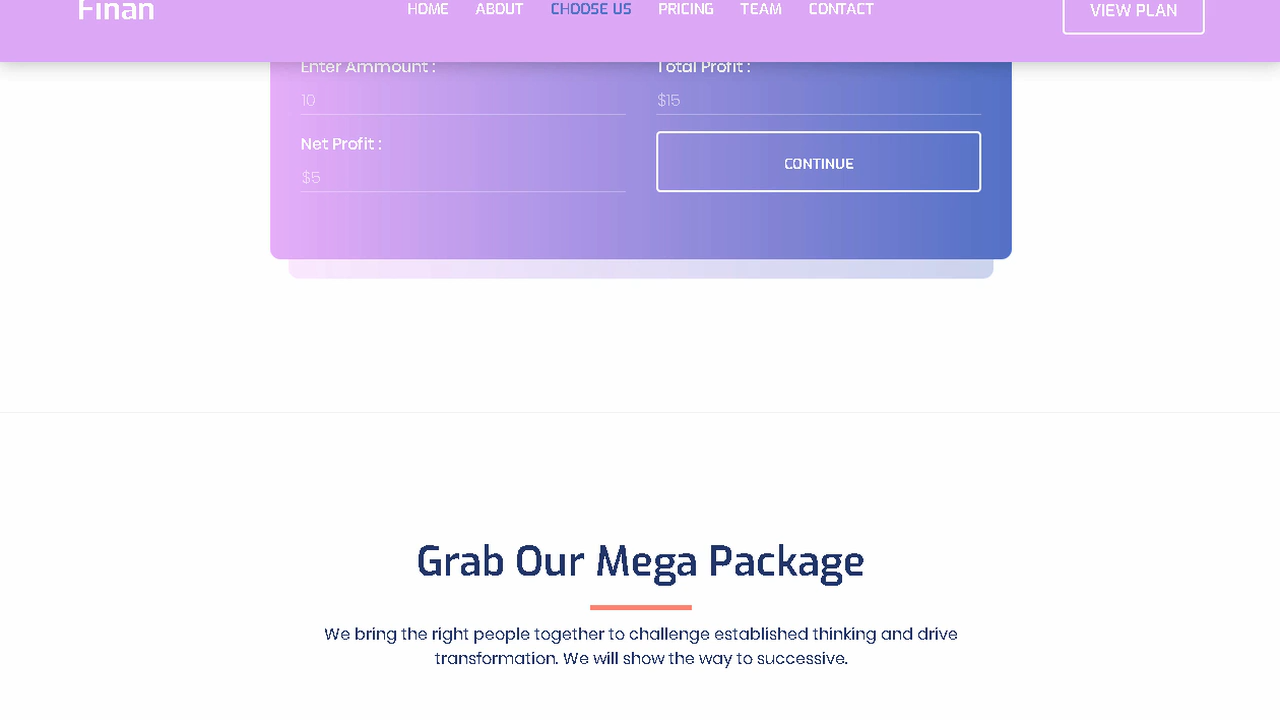 Finan
HOME ABOUT CHOOSE US PRICING TEAM CONTACT
VIEW PLAN
Enter Ammount :
Total Profit :
10
$15
Net Profit :
$5
CONTINUE
Grab Our Mega Package
We bring the right people together to challenge established thinking and drive
transformation. We will show the way to successive.